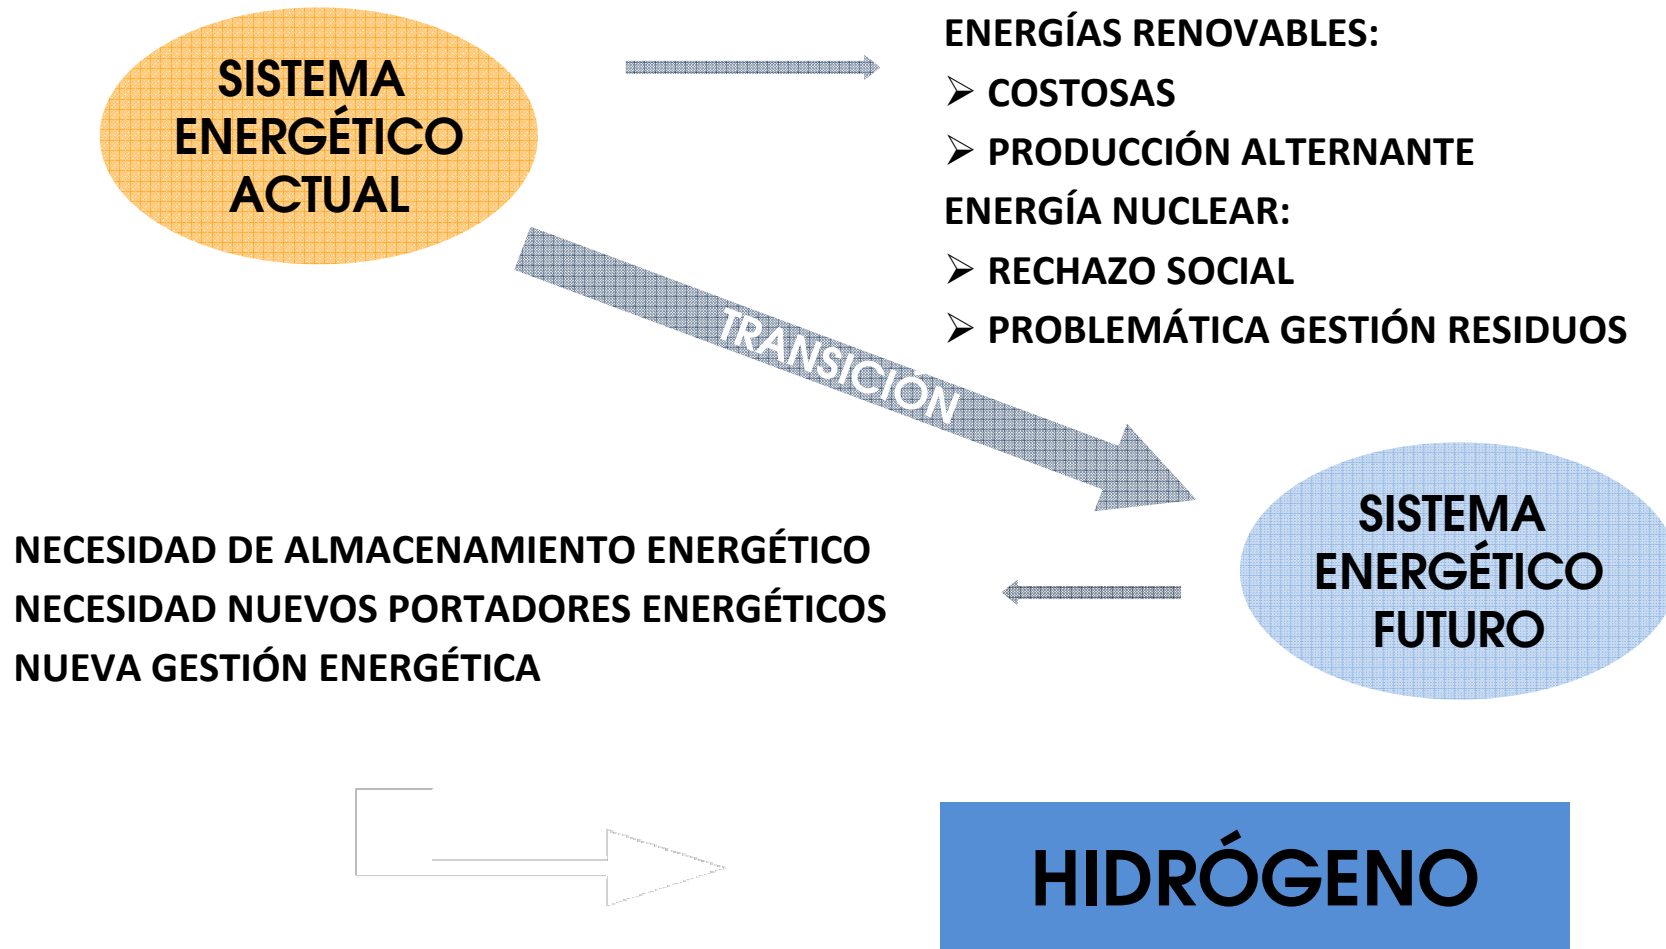 SISTEMA
ENERGÉTICO
ACTUAL
ENERGÍAS RENOVABLES:
➢ COSTOSAS
➢ PRODUCCIÓN ALTERNANTE
ENERGÍA NUCLEAR:
➢ RECHAZO SOCIAL
➢ PROBLEMÁTICA GESTIÓN RESIDUOS
TRANSICIÓN
SISTEMA
ENERGÉTICO
FUTURO
NECESIDAD DE ALMACENAMIENTO ENERGÉTICO
NECESIDAD NUEVOS PORTADORES ENERGÉTICOS
NUEVA GESTIÓN ENERGÉTICA
HIDRÓGENO